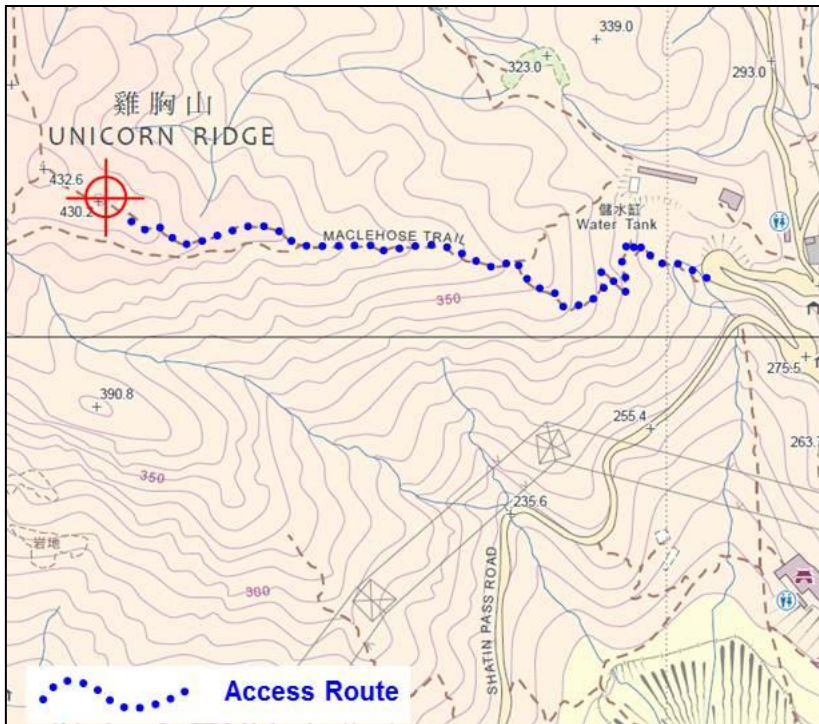 339.0
323.0
293.0
雞胸山
UNICORN RIDGE
432.6
430.2
儲水缸
Water Tank
MACLEHOSE TRAIL
350
275.5
390.8
255.4
263.7
350
235.6
岩地
300
SHATIN PASS ROAD
Access Route